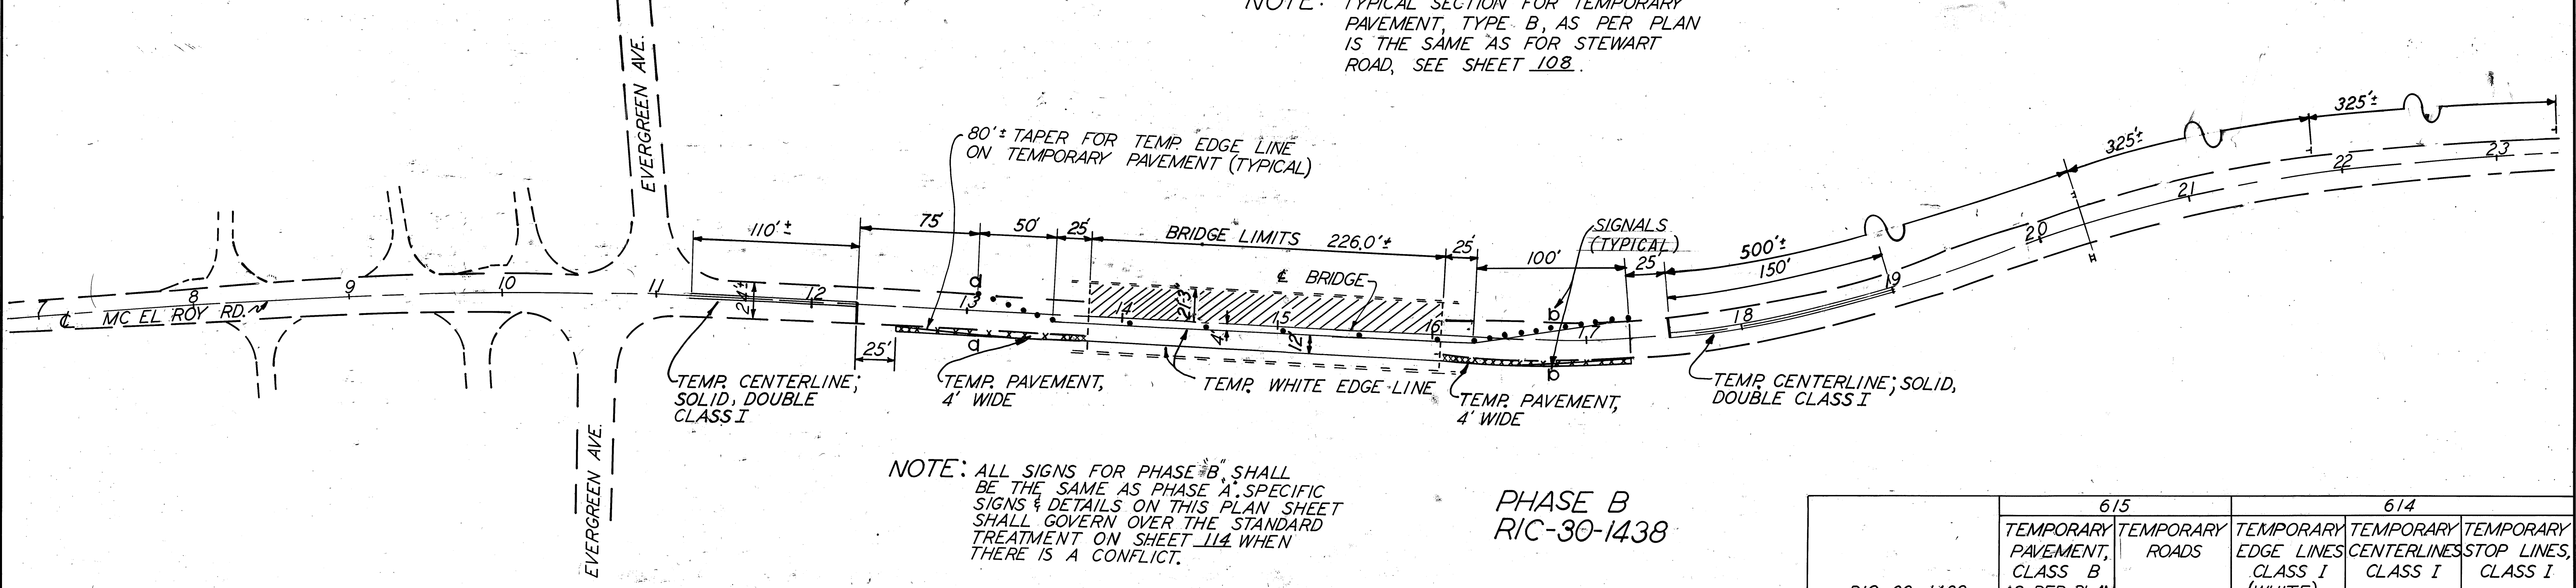 NOTE: TYPICAL SECTION FOR TEMPORARY
PAVEMENT, TYPE B, AS PER PLAN
IS THE SAME AS FOR STEWART
ROAD, SEE SHEET 108.
EVERGREEN AVE.
80'± TAPER FOR TEMP. EDGE LINE
ON TEMPORARY PAVEMENT (TYPICAL)
325'±
325'±
110'±
75'
50'
25'
BRIDGE LIMITS 226.0'±
25'
100'
SIGNALS
(TYPICAL)
25
500'±
150'
℄ BRIDGE
7
8
9
10
11
12
13
14
15
16
17
18
19
20
21
22
23
℄ MC EL ROY RD.
24'±
21.3
4'
12'
a
a
b
b
25'
TEMP. CENTERLINE;
SOLID, DOUBLE
CLASS I
TEMP. PAVEMENT,
4' WIDE
TEMP. WHITE EDGE LINE
TEMP. PAVEMENT,
4' WIDE
TEMP. CENTERLINE; SOLID,
DOUBLE CLASS I
EVERGREEN AVE.
NOTE: ALL SIGNS FOR PHASE "B" SHALL
BE THE SAME AS PHASE A. SPECIFIC
SIGNS & DETAILS ON THIS PLAN SHEET
SHALL GOVERN OVER THE STANDARD
TREATMENT ON SHEET 114 WHEN
THERE IS A CONFLICT.
PHASE B
RIC-30-1438
615
614
TEMPORARY PAVEMENT, CLASS B
TEMPORARY ROADS
TEMPORARY EDGE LINES CLASS I
TEMPORARY CENTERLINES CLASS I
TEMPORARY STOP LINES, CLASS I